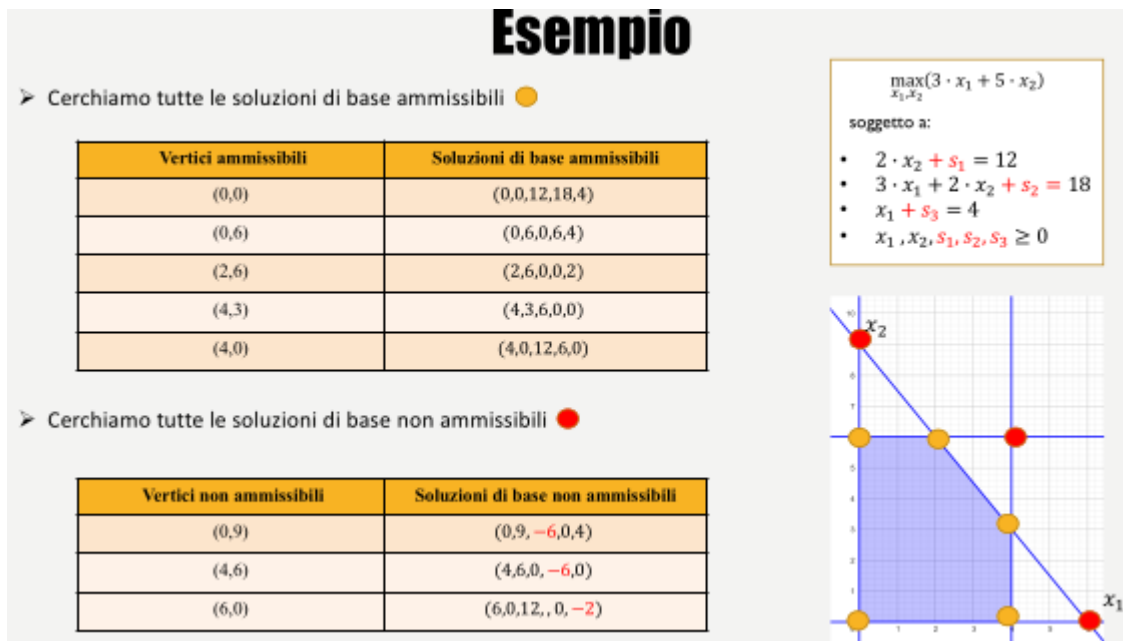 Esempio
➢ Cerchiamo tutte le soluzioni di base ammissibili
Vertici ammissibili Soluzioni di base ammissibili
(0,0) (0,0,12,18,4)
(0,6) (0,6,0,6,4)
(2,6) (2,6,0,0,2)
(4,3) (4,3,6,0,0)
(4,0) (4,0,12,6,0)
➢ Cerchiamo tutte le soluzioni di base non ammissibili
Vertici non ammissibili Soluzioni di base non ammissibili
(0,9) (0,9, −6,0,4)
(4,6) (4,6,0, −6,0)
(6,0) (6,0,12, , 0, −2)
max(3 · x₁ + 5 · x₂)
x₁,x₂
soggetto a:
• 2 · x₂ + s₁ = 12
• 3 · x₁ + 2 · x₂ + s₂ = 18
• x₁ + s₃ = 4
• x₁ , x₂, s₁, s₂, s₃ ≥ 0
x₂
x₁